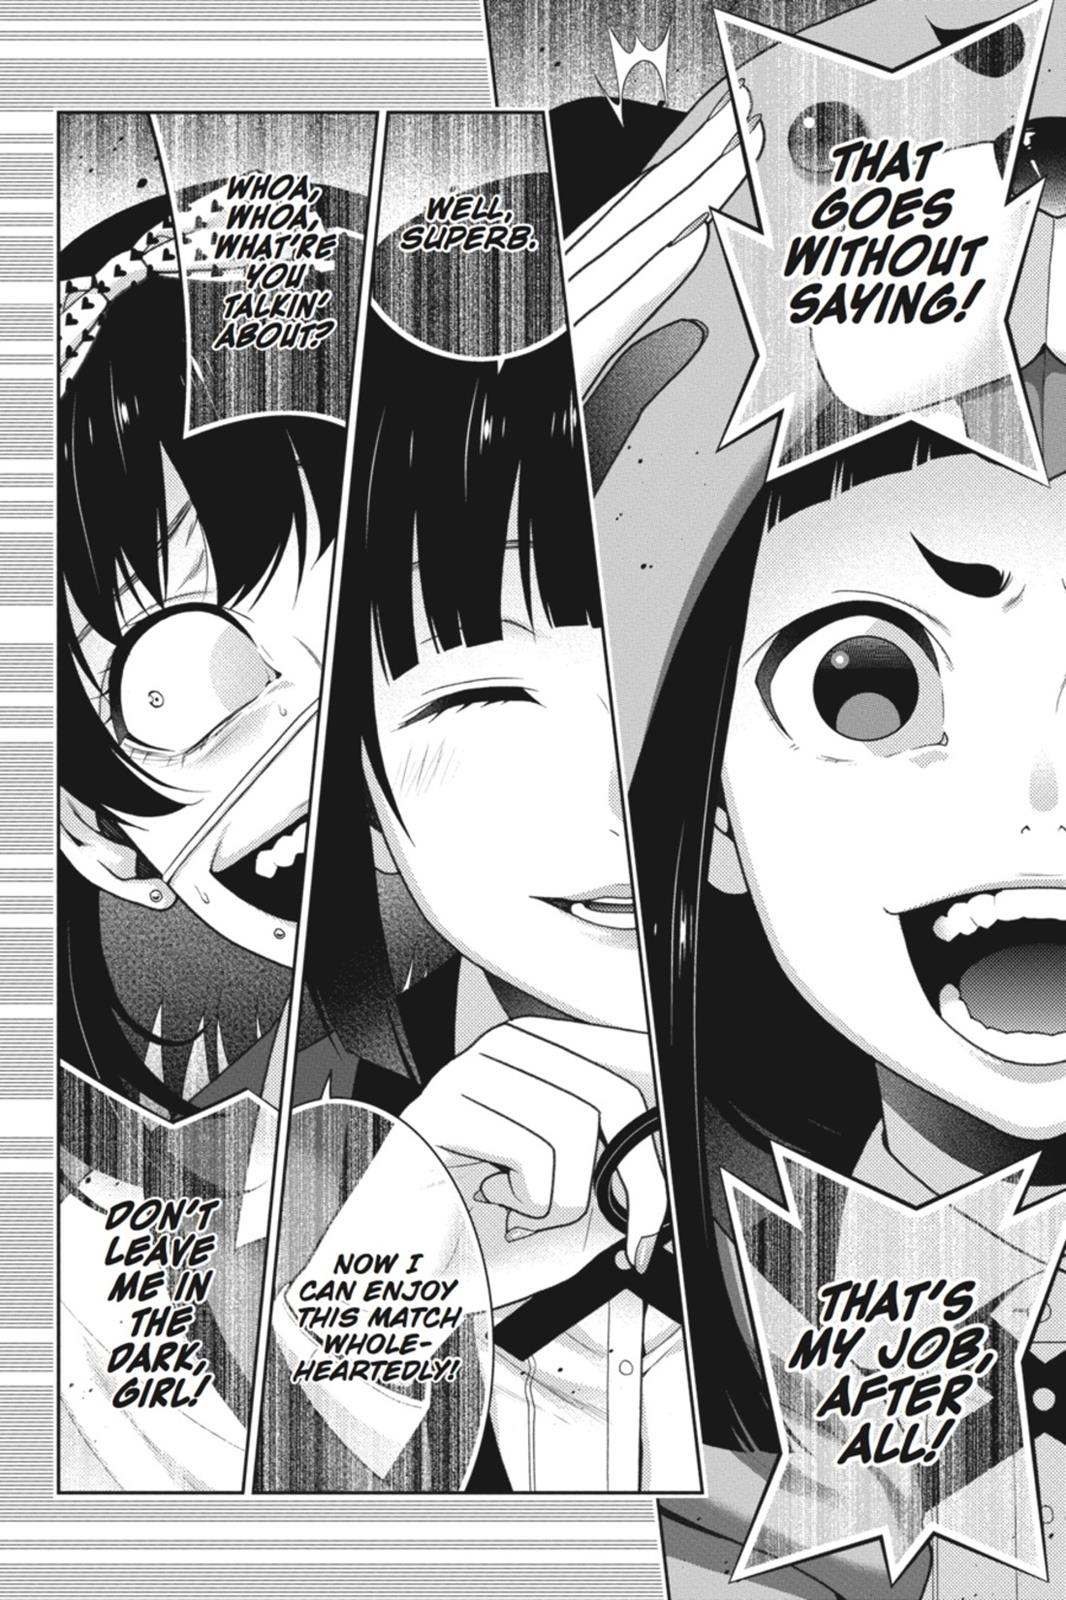 THAT
GOES
WITHOUT
SAYING!
THAT'S
MY JOB,
AFTER
ALL!
WELL,
SUPERB.
NOW I
CAN ENJOY
THIS MATCH
WHOLE-
HEARTEDLY!
WHOA,
WHOA,
WHAT'RE
YOU
TALKIN'
ABOUT?
DON'T
LEAVE
ME IN
THE
DARK,
GIRL!